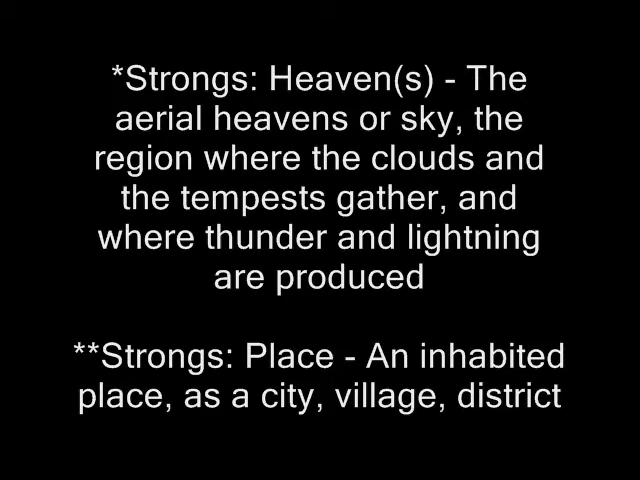 *Strongs: Heaven(s) - The
aerial heavens or sky, the
region where the clouds and
the tempests gather, and
where thunder and lightning
are produced
**Strongs: Place - An inhabited
place, as a city, village, district